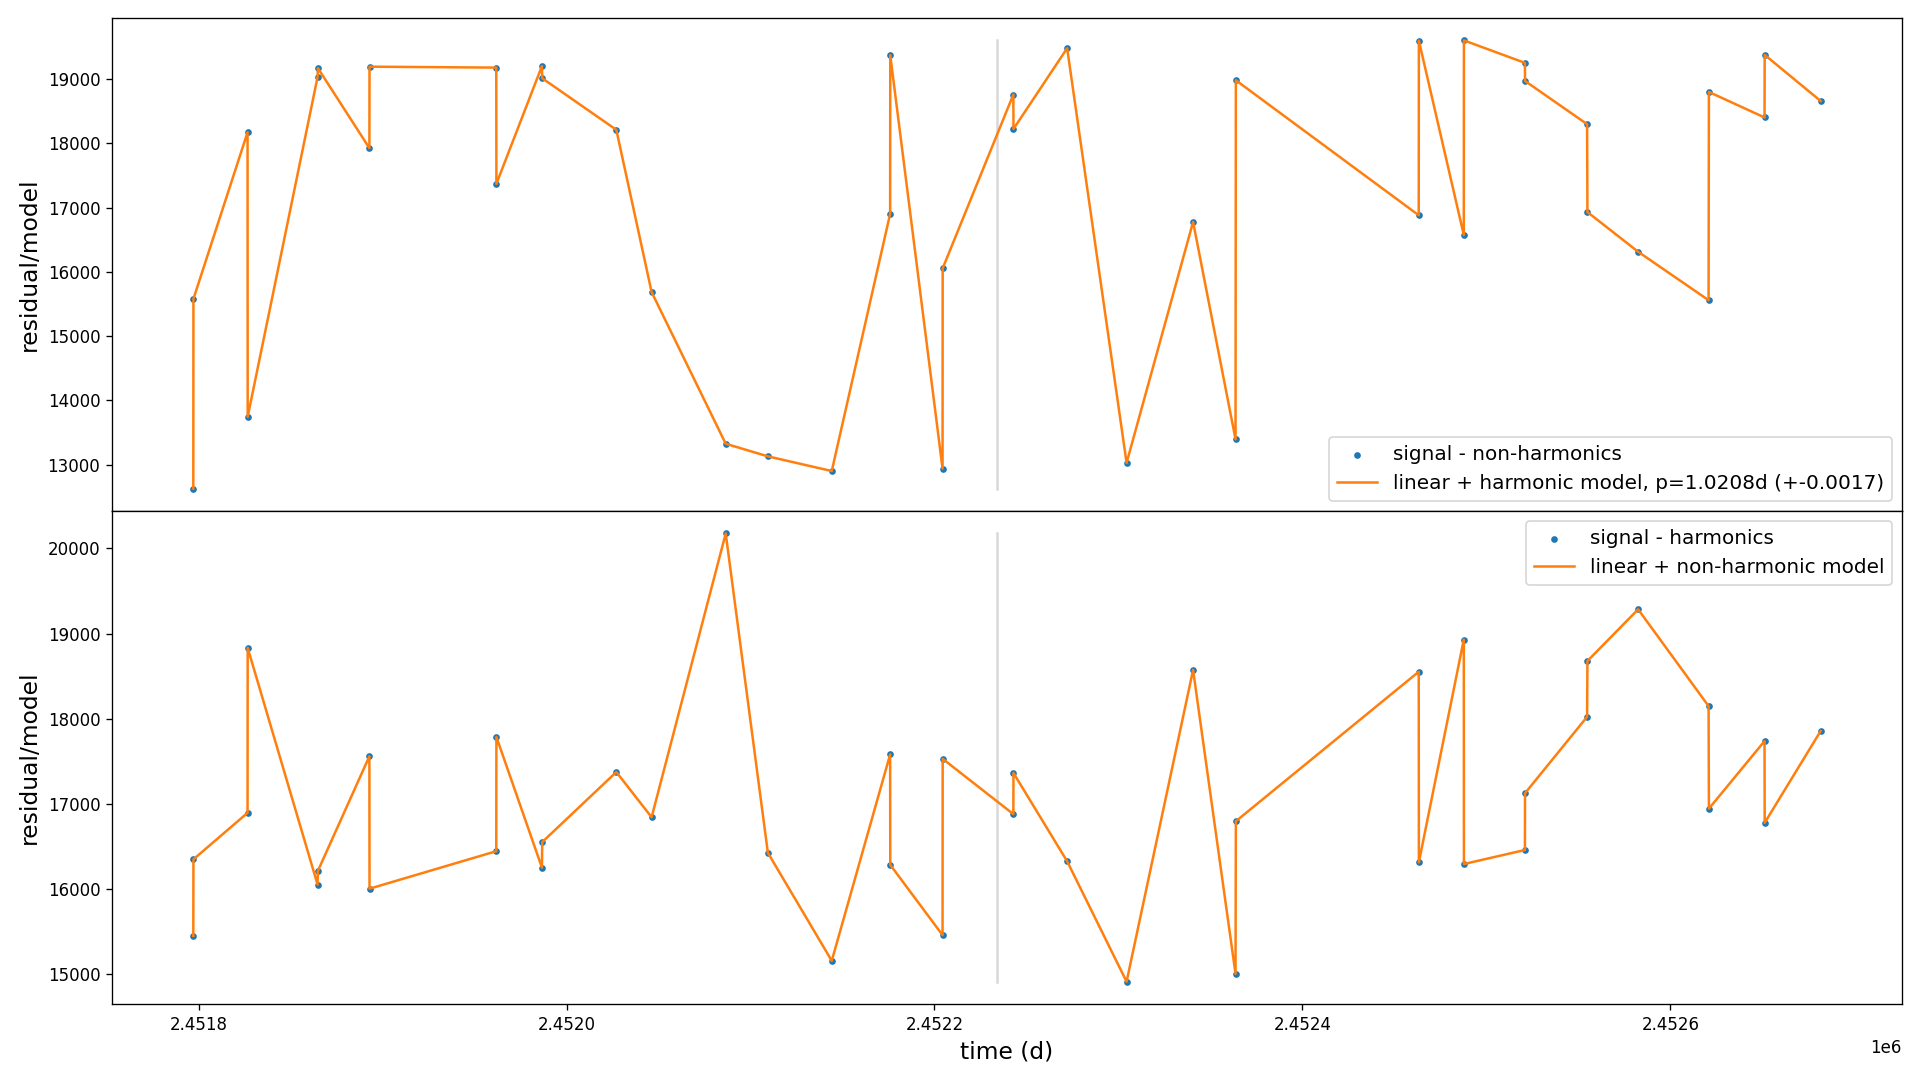 residual/model
19000
18000
17000
16000
15000
14000
13000
signal - non-harmonics
linear + harmonic model, p=1.0208d (+-0.0017)
residual/model
20000
19000
18000
17000
16000
15000
signal - harmonics
linear + non-harmonic model
2.4518 2.4520 2.4522 2.4524 2.4526
time (d)
1e6